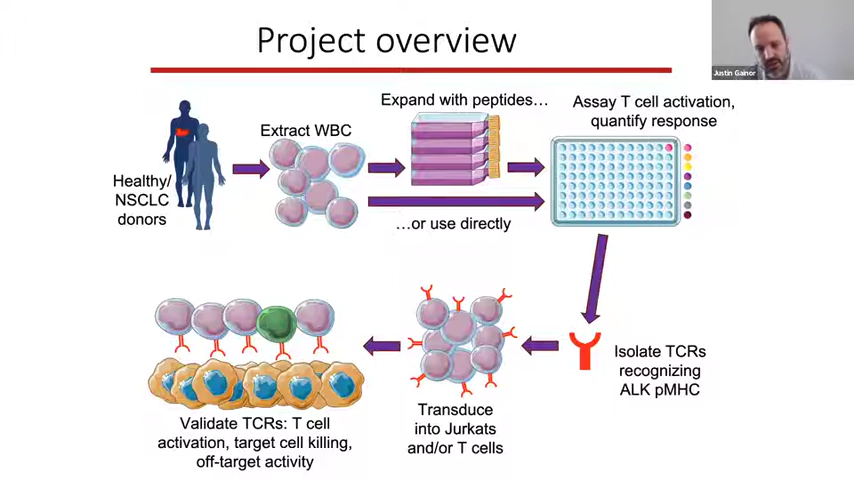 Project overview
Justin Gainor
Expand with peptides…
Assay T cell activation,
quantify response
Extract WBC
Healthy/
NSCLC
donors
…or use directly
Isolate TCRs
recognizing
ALK pMHC
Transduce
into Jurkats
and/or T cells
Validate TCRs: T cell
activation, target cell killing,
off-target activity